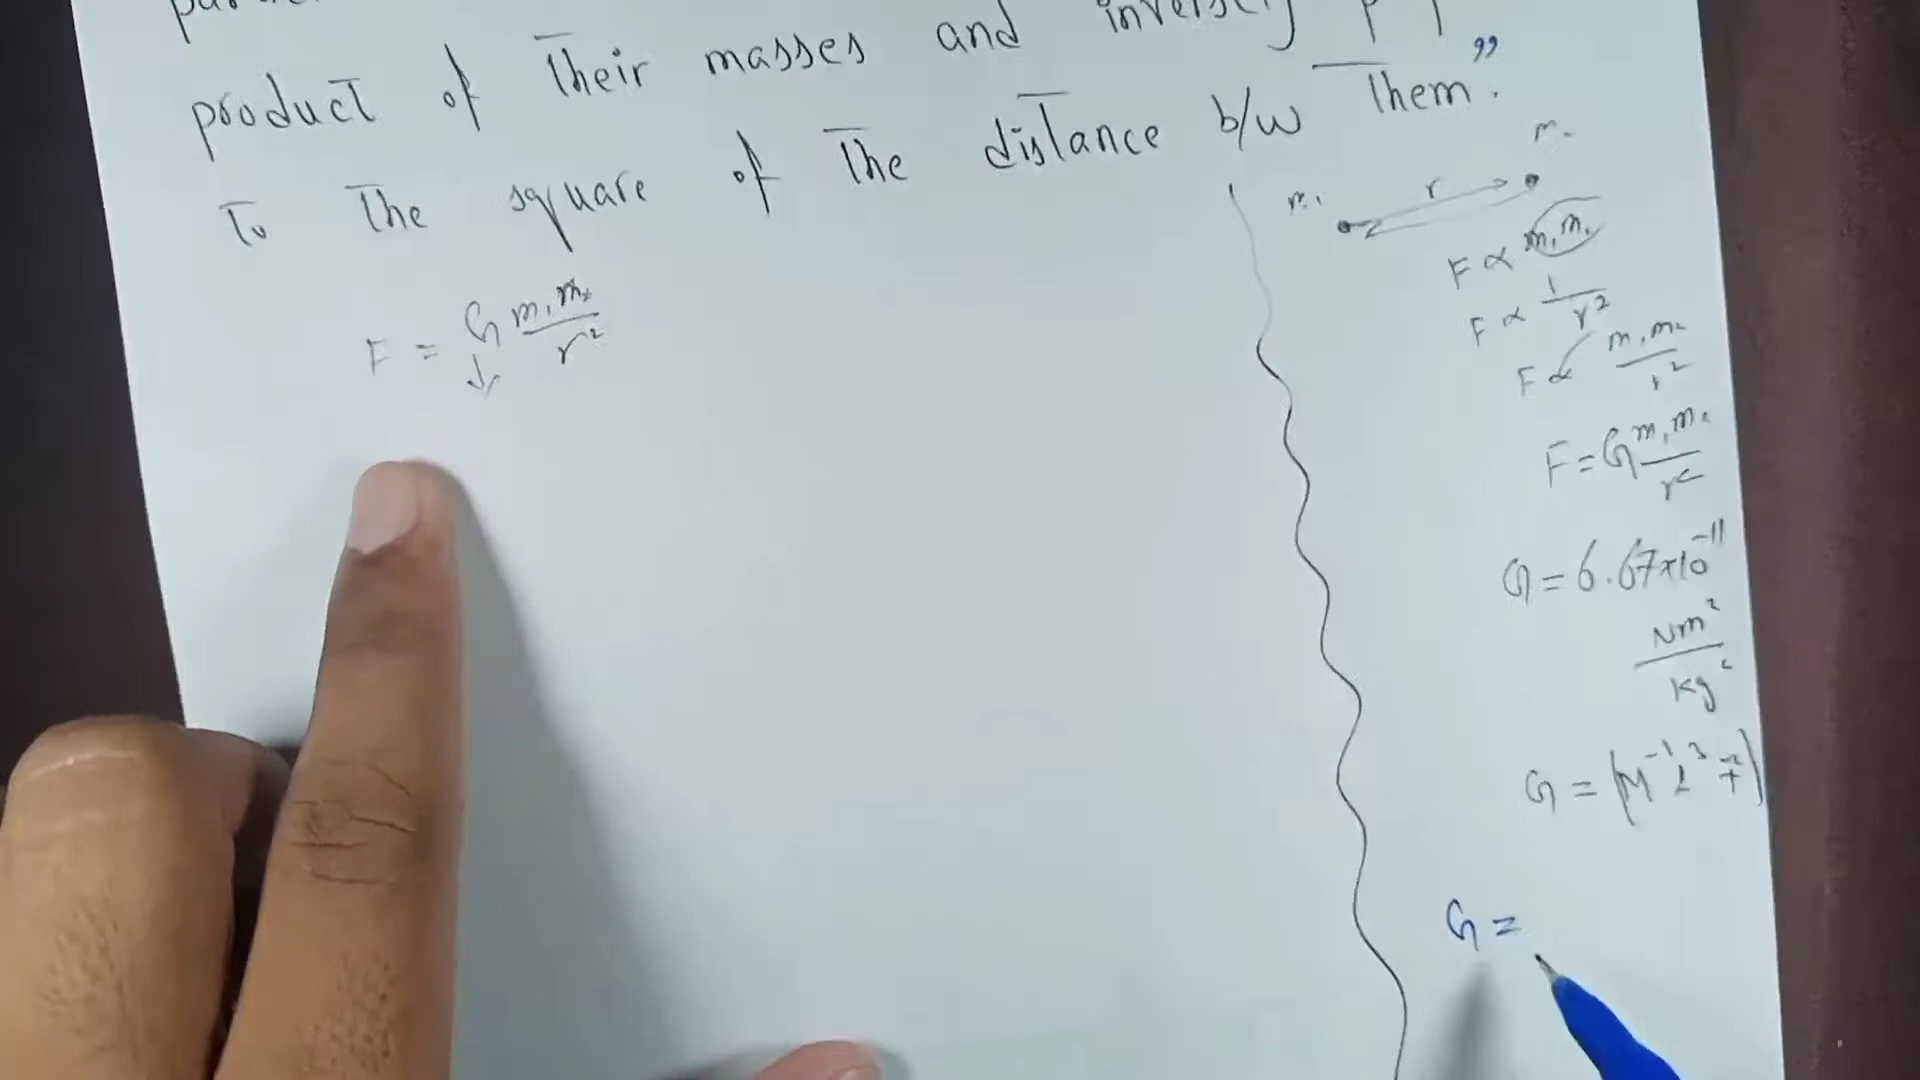 product of their masses and inversely
to the square of the distance b/w them."
F = G m₁m₂/r²
m₁ r m₂
F ∝ m₁m₂
F ∝ 1/r²
F ∝ m₁m₂/r²
F = G m₁m₂/r²
G = 6.67×10⁻¹¹
Nm²/kg²
G = [M⁻¹L³T⁻²]
G =